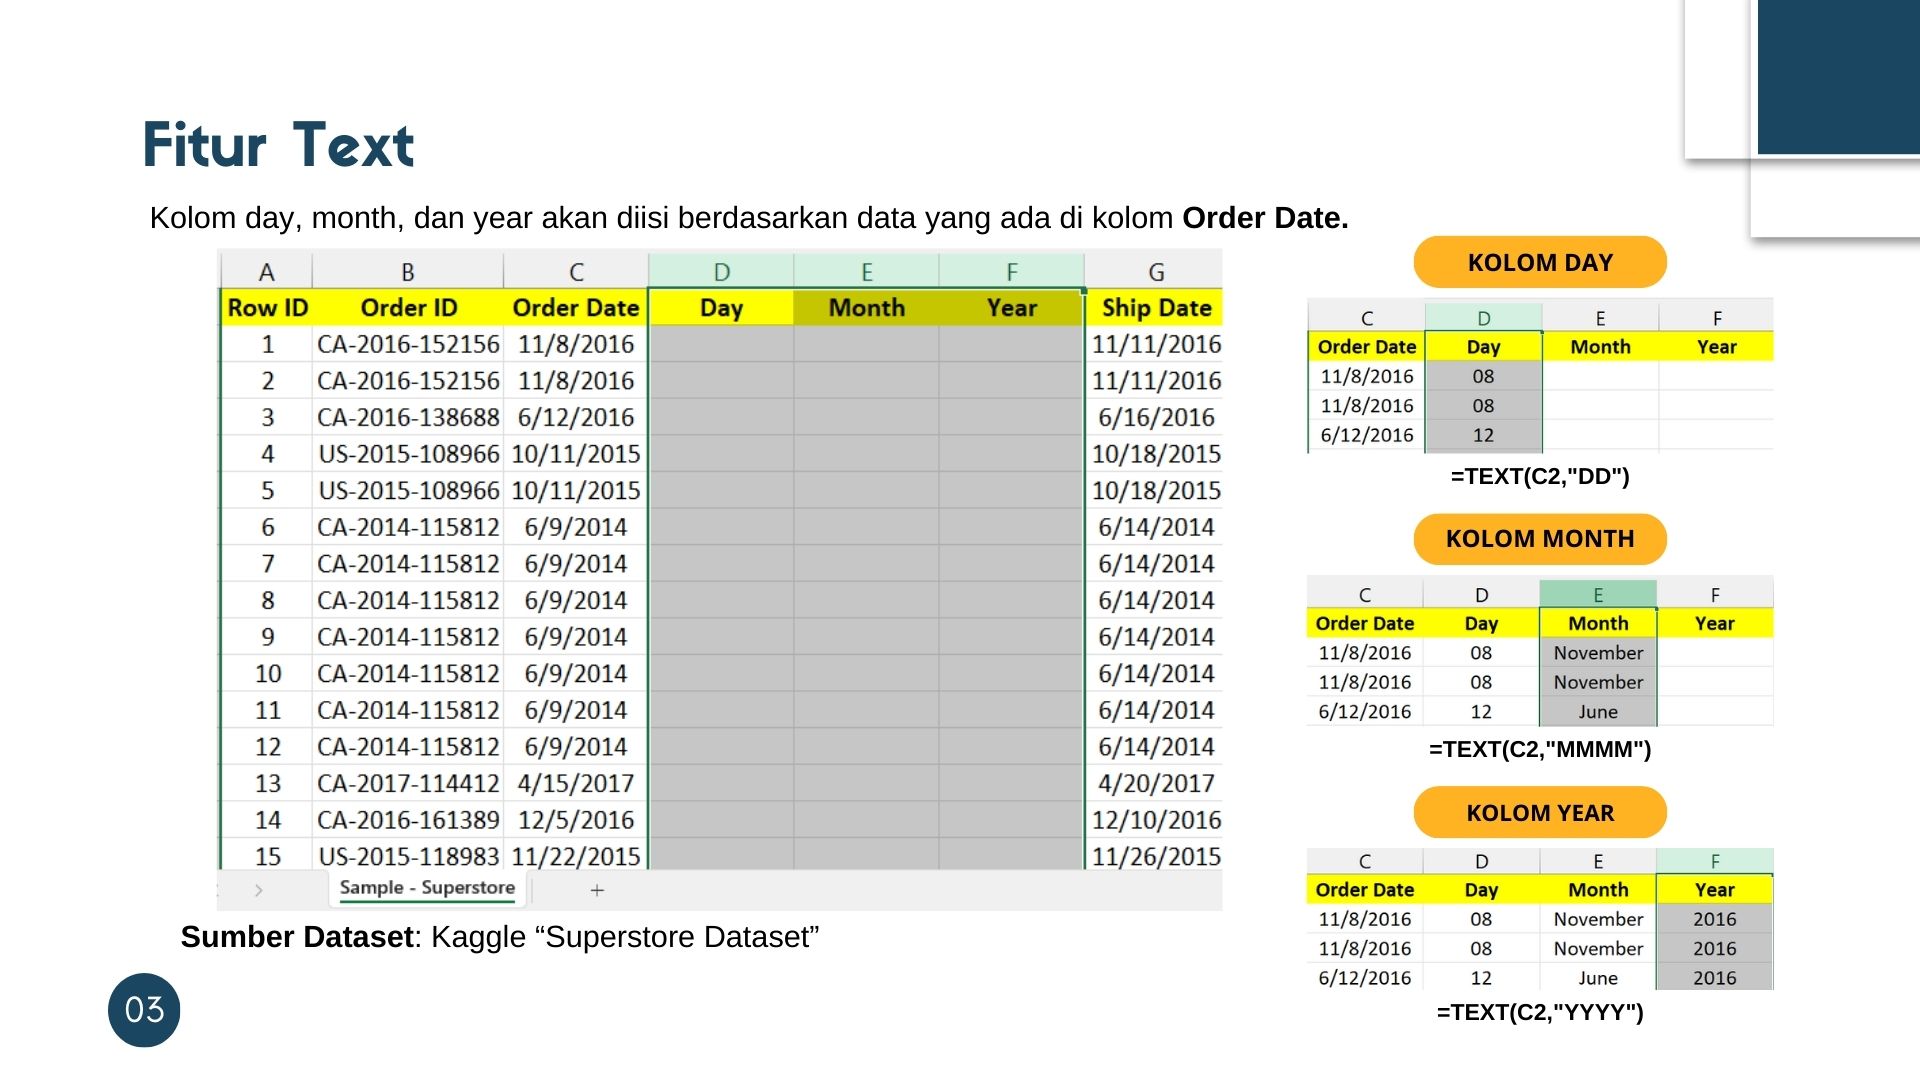 Fitur Text
Kolom day, month, dan year akan diisi berdasarkan data yang ada di kolom Order Date.
A B C D E F G
Row ID Order ID Order Date Day Month Year Ship Date
1 CA-2016-152156 11/8/2016 11/11/2016
2 CA-2016-152156 11/8/2016 11/11/2016
3 CA-2016-138688 6/12/2016 6/16/2016
4 US-2015-108966 10/11/2015 10/18/2015
5 US-2015-108966 10/11/2015 10/18/2015
6 CA-2014-115812 6/9/2014 6/14/2014
7 CA-2014-115812 6/9/2014 6/14/2014
8 CA-2014-115812 6/9/2014 6/14/2014
9 CA-2014-115812 6/9/2014 6/14/2014
10 CA-2014-115812 6/9/2014 6/14/2014
11 CA-2014-115812 6/9/2014 6/14/2014
12 CA-2014-115812 6/9/2014 6/14/2014
13 CA-2017-114412 4/15/2017 4/20/2017
14 CA-2016-161389 12/5/2016 12/10/2016
15 US-2015-118983 11/22/2015 11/26/2015
Sample - Superstore +
Sumber Dataset: Kaggle “Superstore Dataset”
03
KOLOM DAY
C D E F
Order Date Day Month Year
11/8/2016 08
11/8/2016 08
6/12/2016 12
=TEXT(C2,"DD")
KOLOM MONTH
C D E F
Order Date Day Month Year
11/8/2016 08 November
11/8/2016 08 November
6/12/2016 12 June
=TEXT(C2,"MMMM")
KOLOM YEAR
C D E F
Order Date Day Month Year
11/8/2016 08 November 2016
11/8/2016 08 November 2016
6/12/2016 12 June 2016
=TEXT(C2,"YYYY")